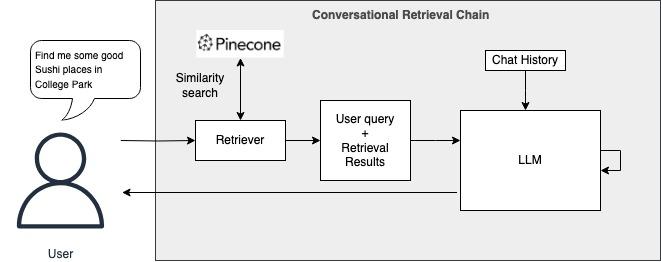 Conversational Retrieval Chain
Find me some good
Sushi places in
College Park
Pinecone
Similarity
search
Chat History
Retriever
User query
+
Retrieval
Results
LLM
User